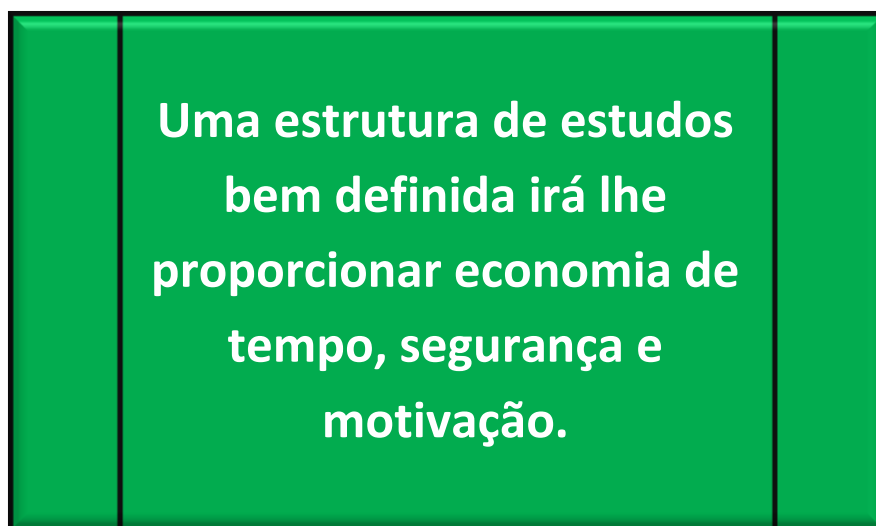 Uma estrutura de estudos
bem definida irá lhe
proporcionar economia de
tempo, segurança e
motivação.